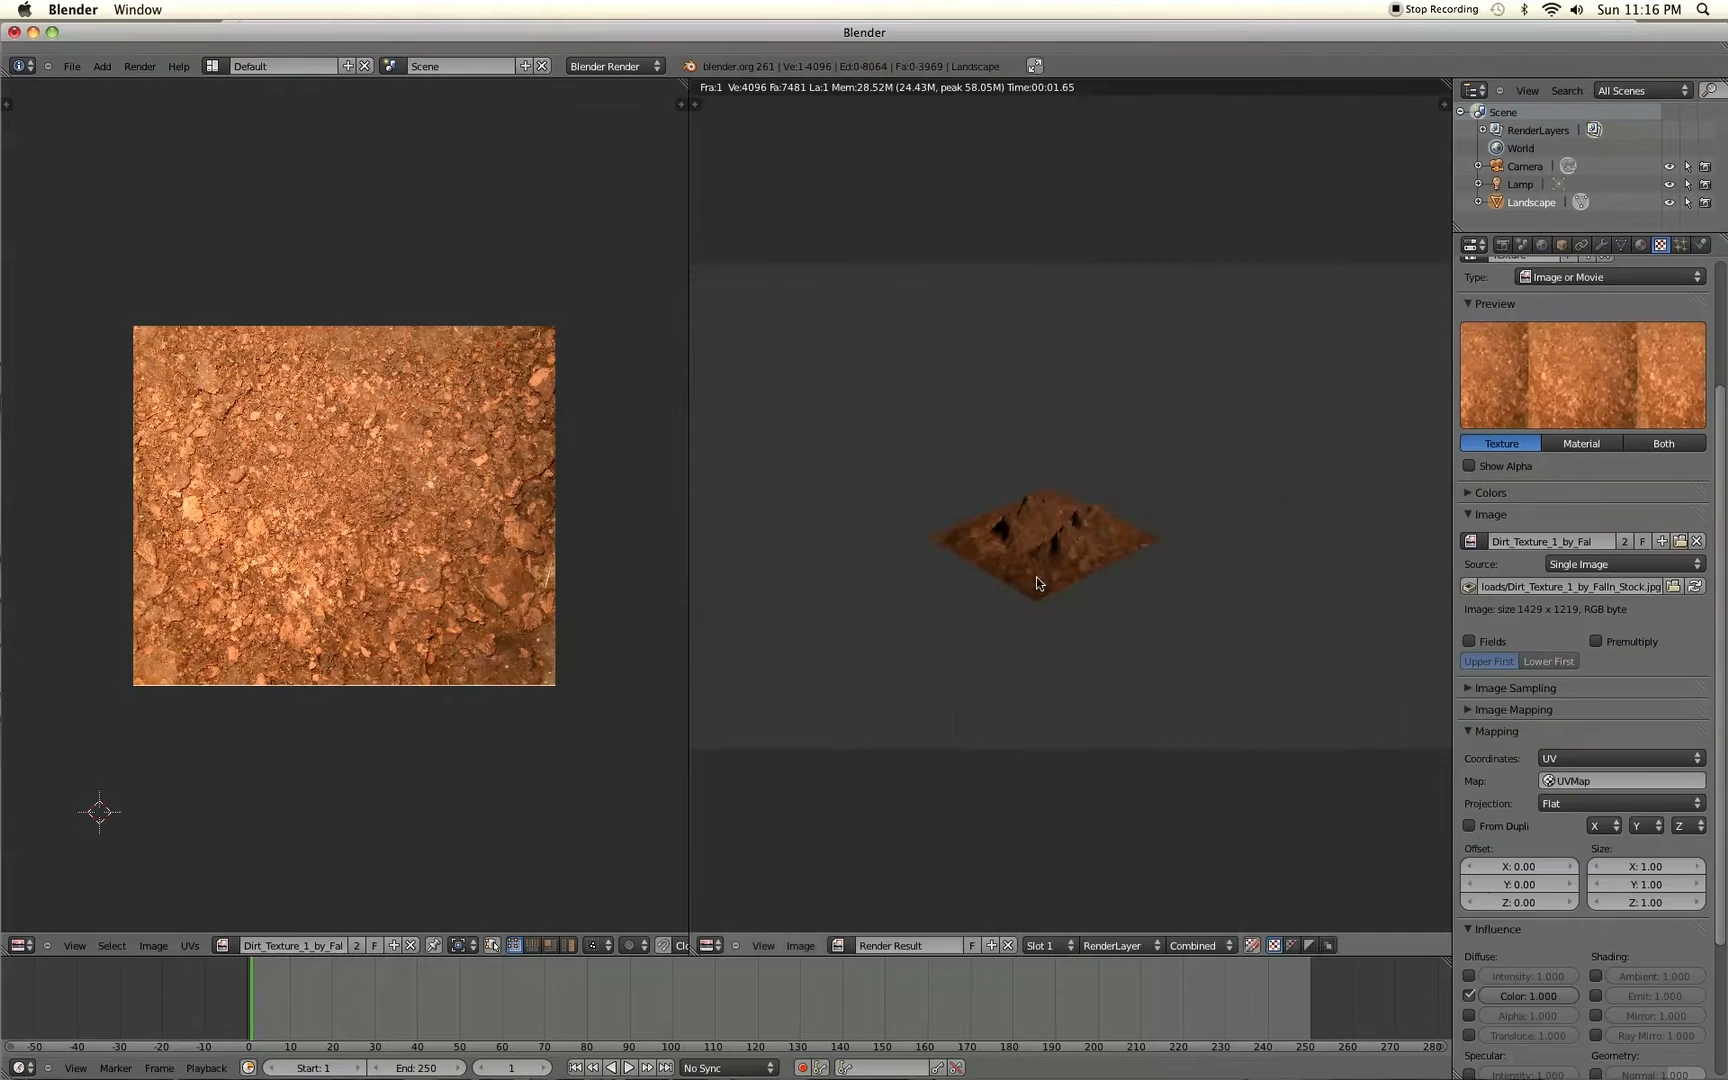 Blender Window Stop Recording Sun 11:16 PM
Blender
File Add Render Help Default Scene Blender Render blender.org 261 | Ve:1-4096 | Ed:0-8064 | Fa:0-3969 | Landscape
Fra:1 Ve:4096 Fa:7481 La:1 Mem:28.52M (24.43M, peak 58.05M) Time:00:01.65
View Search All Scenes
Scene
RenderLayers |
World
Camera |
Lamp |
Landscape |
Type: Image or Movie
Preview
Texture Material Both
Show Alpha
Colors
Image
Dirt_Texture_1_by_Fal 2 F
Source: Single Image
loads/Dirt_Texture_1_by_Falln_Stock.jpg
Image: size 1429 x 1219, RGB byte
Fields Premultiply
Upper First Lower First
Image Sampling
Image Mapping
Mapping
Coordinates: UV
Map: UVMap
Projection: Flat
From Dupli X Y Z
Offset: Size:
X: 0.00 X: 1.00
Y: 0.00 Y: 1.00
Z: 0.00 Z: 1.00
Influence
Diffuse: Shading:
Intensity: 1.000 Ambient: 1.000
Color: 1.000 Emit: 1.000
Alpha: 1.000 Mirror: 1.000
Transluce: 1.000 Ray Mirror: 1.000
Specular: Geometry:
Intensity: 1.000 Normal: 1.000
View Select Image UVs Dirt_Texture_1_by_Fal 2 F Clo
View Image Render Result F Slot 1 RenderLayer Combined
-50 -40 -30 -20 -10 0 10 20 30 40 50 60 70 80 90 100 110 120 130 140 150 160 170 180 190 200 210 220 230 240 250 260 270 280
View Marker Frame Playback Start: 1 End: 250 1 No Sync